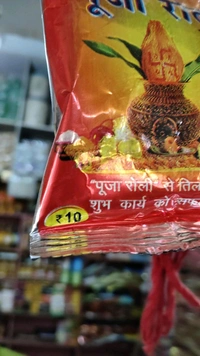 पूजा रोली
"पूजा रोली" से तिल
शुभ कार्य की
₹10